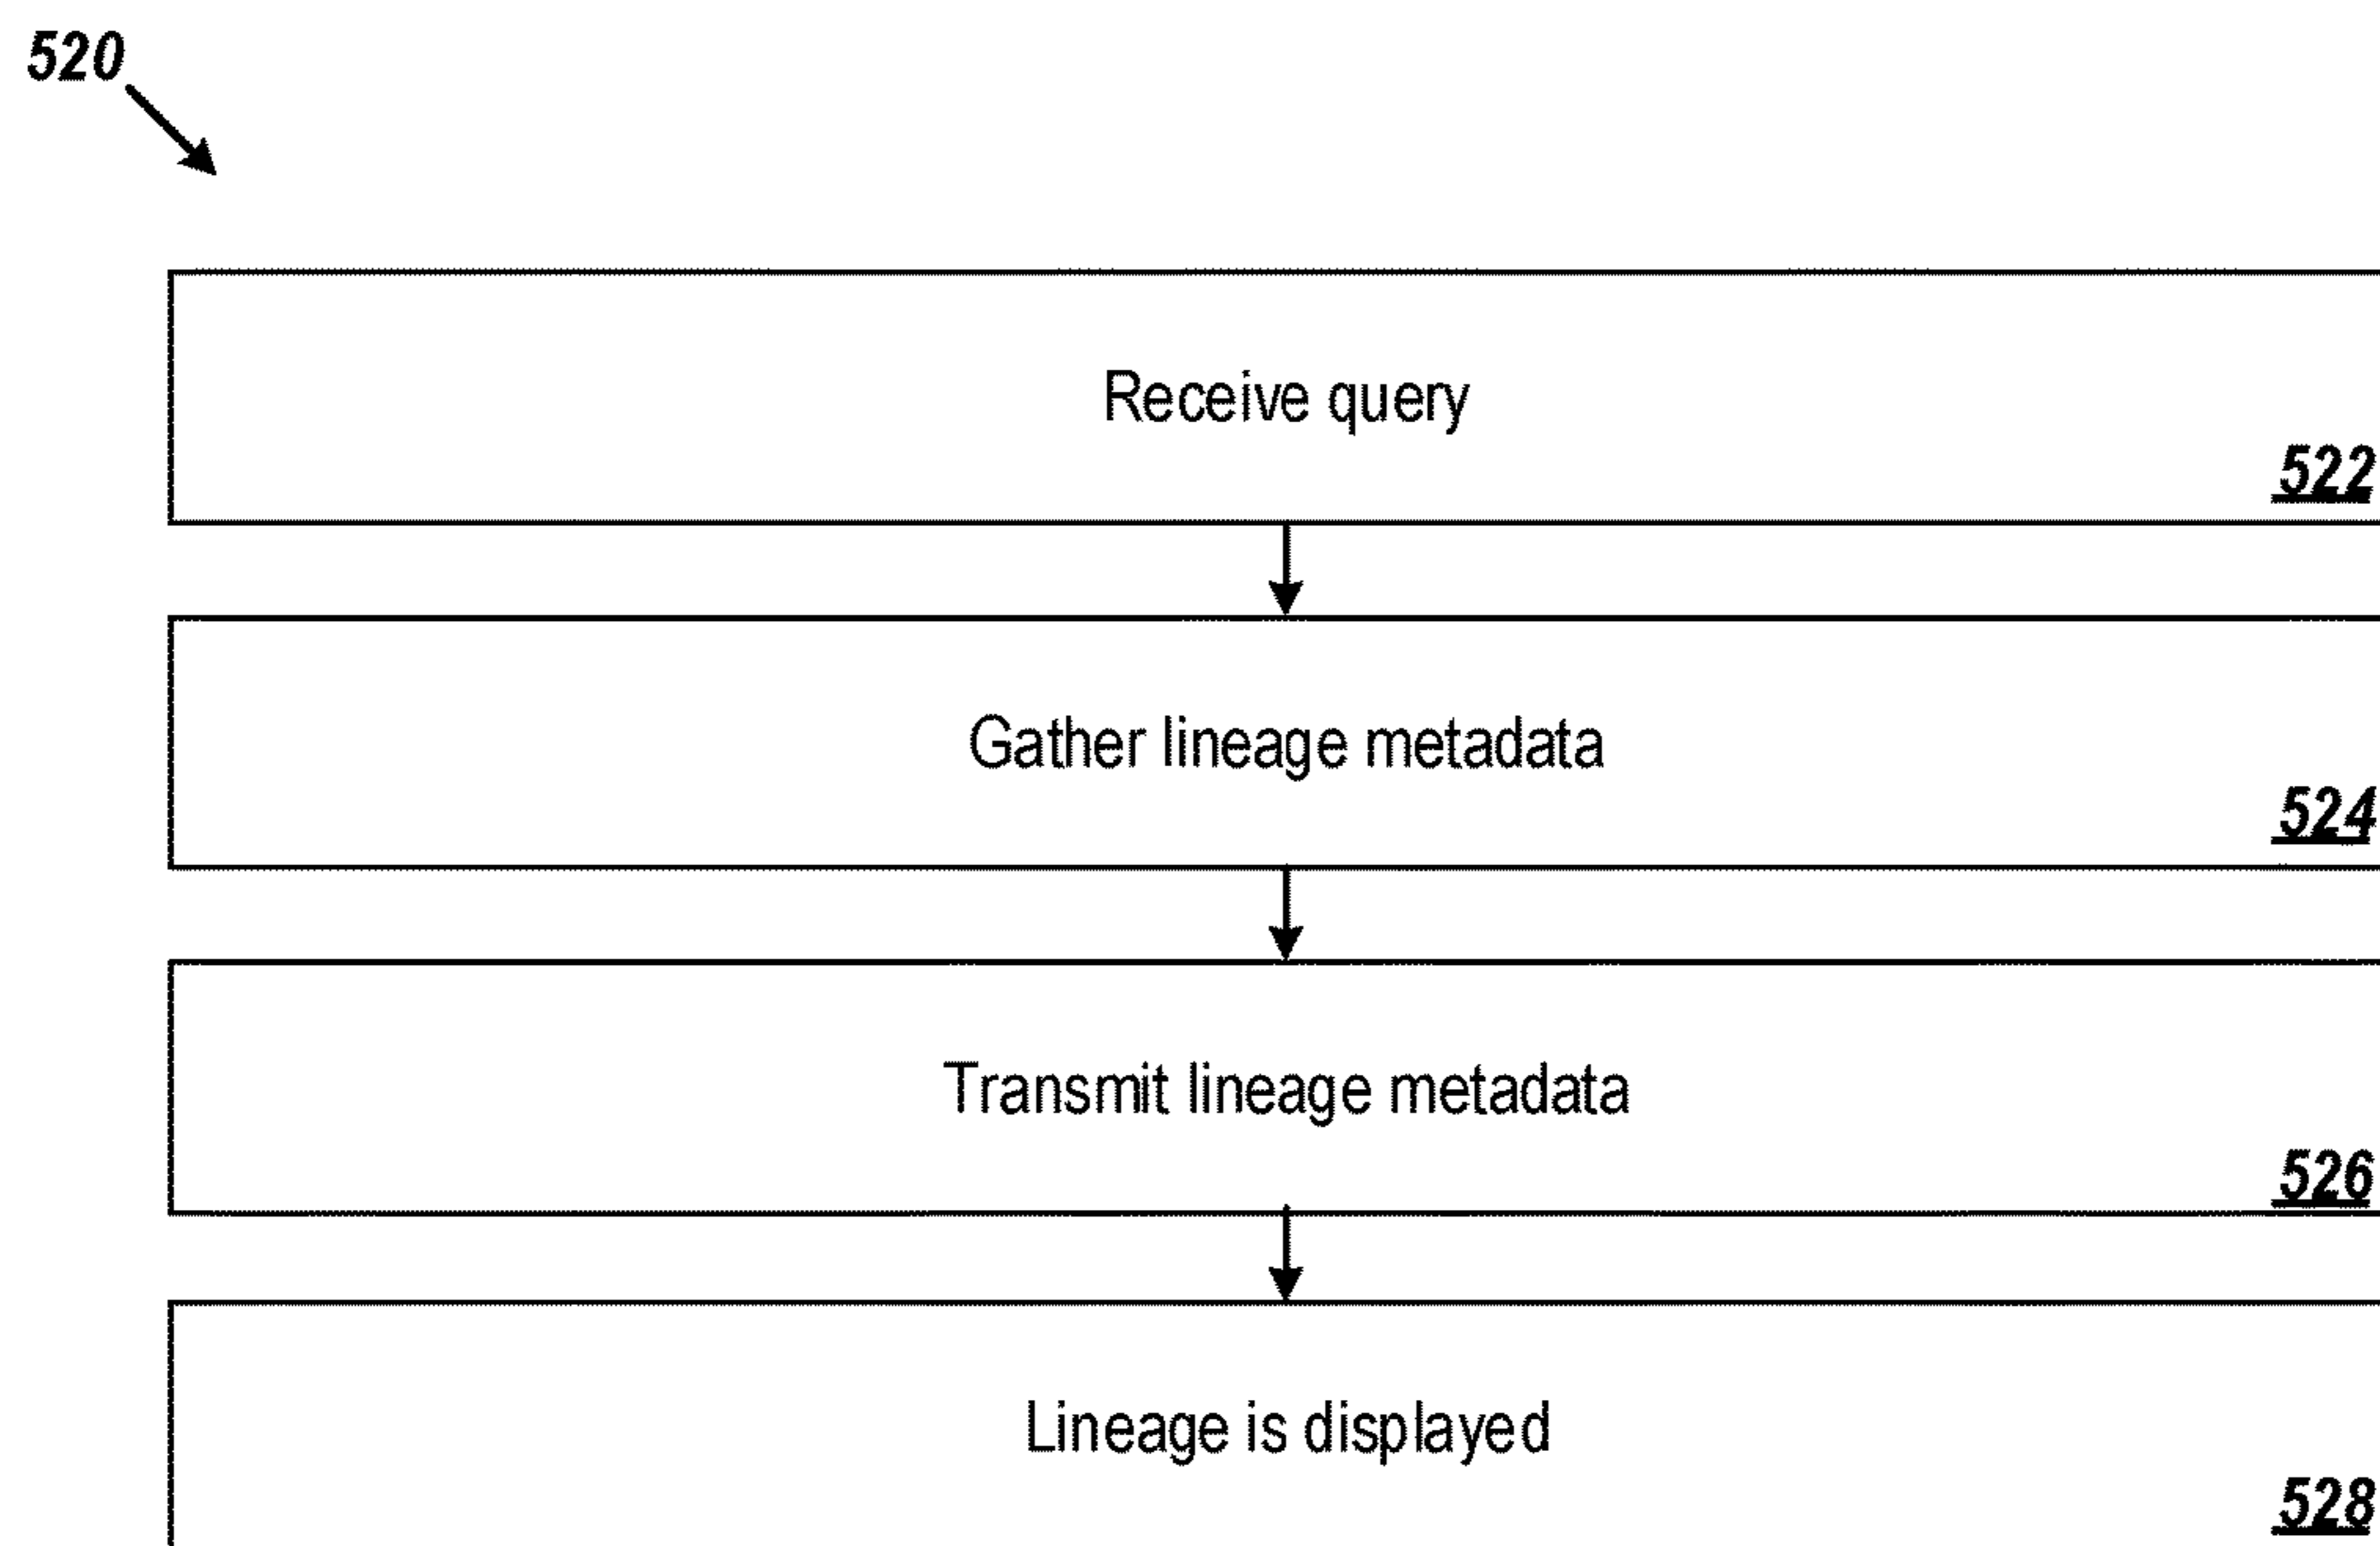 520
Receive query
522
Gather lineage metadata
524
Transmit lineage metadata
526
Lineage is displayed
528